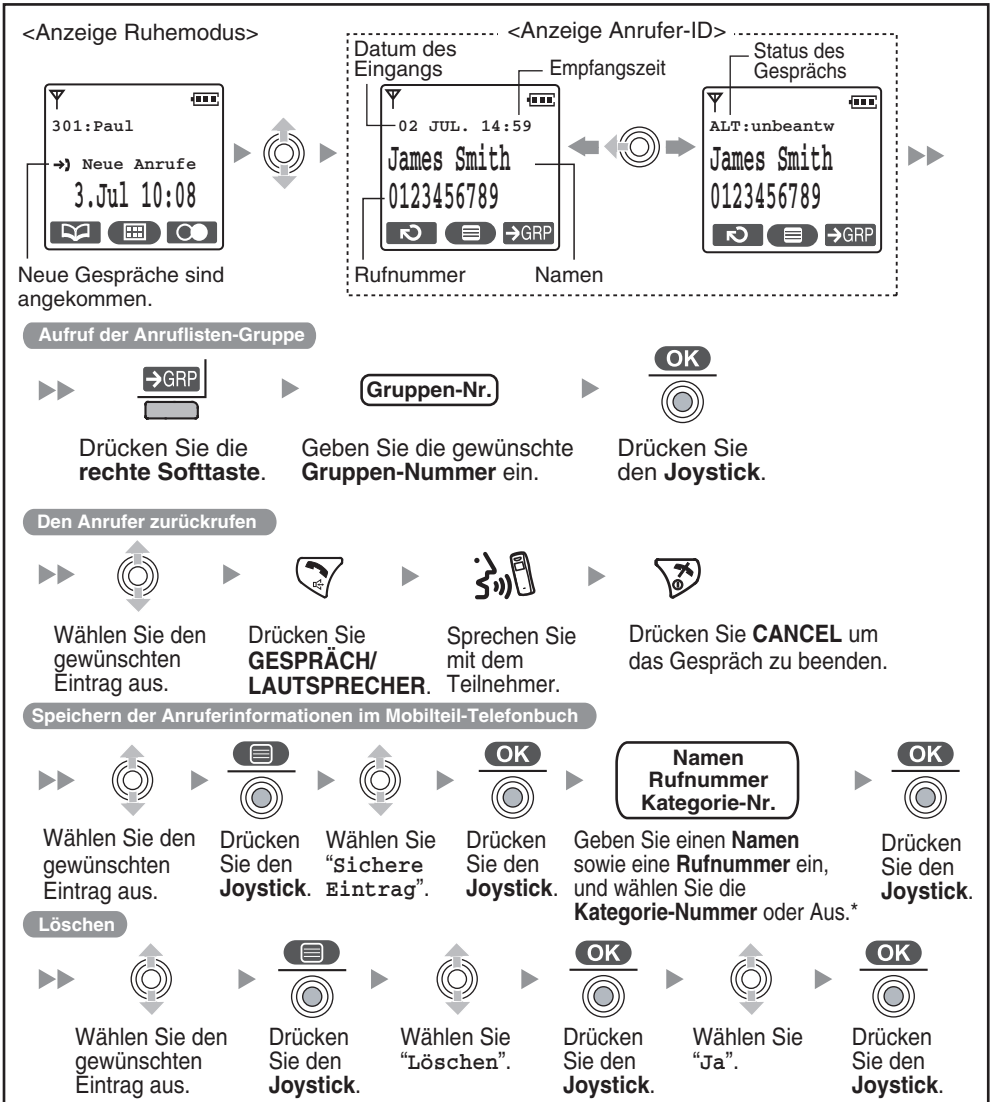 <Anzeige Ruhemodus>
<Anzeige Anrufer-ID>
Datum des
Eingangs
Empfangszeit
Status des
Gesprächs
301:Paul
Neue Anrufe
3.Jul 10:08
02 JUL. 14:59
James Smith
0123456789
→GRP
ALT:unbeantw
James Smith
0123456789
→GRP
Neue Gespräche sind
angekommen.
Rufnummer
Namen
Aufruf der Anruflisten-Gruppe
→GRP
Drücken Sie die
rechte Softtaste.
Gruppen-Nr.
Geben Sie die gewünschte
Gruppen-Nummer ein.
OK
Drücken Sie
den Joystick.
Den Anrufer zurückrufen
Wählen Sie den
gewünschten
Eintrag aus.
Drücken Sie
GESPRÄCH/
LAUTSPRECHER.
Sprechen Sie
mit dem
Teilnehmer.
Drücken Sie CANCEL um
das Gespräch zu beenden.
Speichern der Anruferinformationen im Mobilteil-Telefonbuch
Wählen Sie den
gewünschten
Eintrag aus.
Drücken
Sie den
Joystick.
Wählen Sie
“Sichere
Eintrag”.
OK
Drücken
Sie den
Joystick.
Namen
Rufnummer
Kategorie-Nr.
Geben Sie einen Namen
sowie eine Rufnummer ein,
und wählen Sie die
Kategorie-Nummer oder Aus.*
OK
Drücken
Sie den
Joystick.
Löschen
Wählen Sie den
gewünschten
Eintrag aus.
Drücken
Sie den
Joystick.
Wählen Sie
“Löschen”.
OK
Drücken
Sie den
Joystick.
Wählen Sie
“Ja”.
OK
Drücken
Sie den
Joystick.